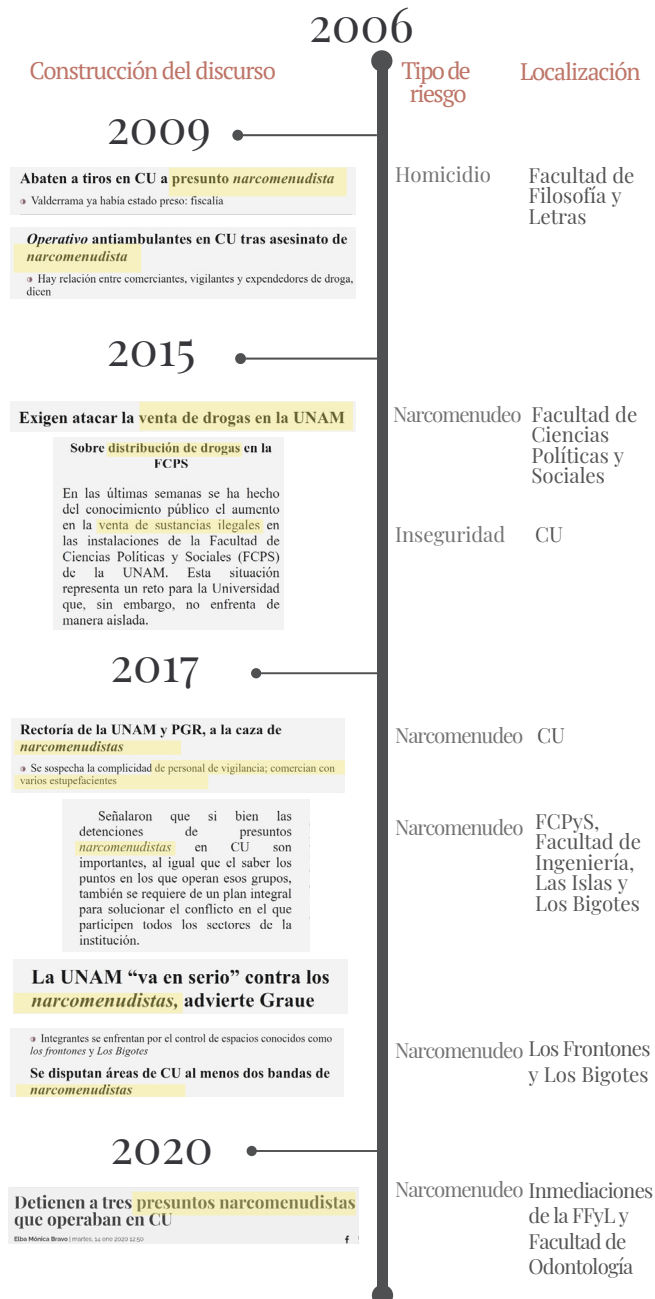 2006
Construcción del discurso
Tipo de
riesgo
Localización
2009
Abaten a tiros en CU a presunto narcomenudista
Valderrama ya había estado preso: fiscalía
Operativo antiambulantes en CU tras asesinato de
narcomenudista
Hay relación entre comerciantes, vigilantes y expendedores de droga,
dicen
Homicidio
Facultad de
Filosofía y
Letras
2015
Exigen atacar la venta de drogas en la UNAM
Sobre distribución de drogas en la
FCPS
En las últimas semanas se ha hecho
del conocimiento público el aumento
en la venta de sustancias ilegales en
las instalaciones de la Facultad de
Ciencias Políticas y Sociales (FCPS)
de la UNAM. Esta situación
representa un reto para la Universidad
que, sin embargo, no enfrenta de
manera aislada.
Narcomenudeo
Facultad de
Ciencias
Políticas y
Sociales
Inseguridad
CU
2017
Rectoría de la UNAM y PGR, a la caza de
narcomenudistas
Se sospecha la complicidad de personal de vigilancia; comercian con
varios estupefacientes
Narcomenudeo
CU
Señalaron que si bien las
detenciones de presuntos
narcomenudistas en CU son
importantes, al igual que el saber los
puntos en los que operan esos grupos,
también se requiere de un plan integral
para solucionar el conflicto en el que
participen todos los sectores de la
institución.
Narcomenudeo
FCPyS,
Facultad de
Ingeniería,
Las Islas y
Los Bigotes
La UNAM “va en serio” contra los
narcomenudistas, advierte Graue
Integrantes se enfrentan por el control de espacios conocidos como
los frontones y Los Bigotes
Se disputan áreas de CU al menos dos bandas de
narcomenudistas
Narcomenudeo
Los Frontones
y Los Bigotes
2020
Detienen a tres presuntos narcomenudistas
que operaban en CU
Elba Mónica Bravo | martes, 14 ene 2020 12:50
Narcomenudeo
Inmediaciones
de la FFyL y
Facultad de
Odontología